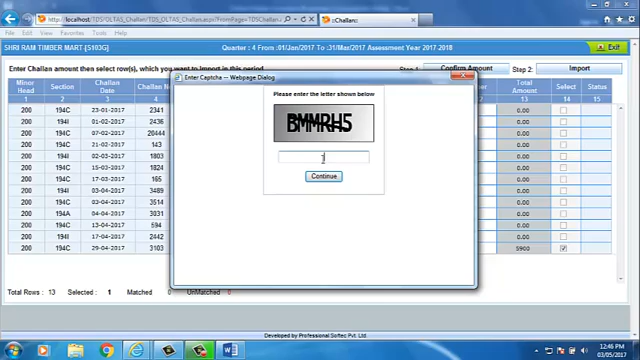 http://localhost/TDS_OLTAS_Challan/TDS_OLTAS_Challan.aspx?FromPage=TDSChallan
::Challan::
File Edit View Favorites Tools Help
SHRI RAM TIMBER MART [S103G]
Quarter : 4 From :01/Jan/2017 To :31/Mar/2017 Assessment Year 2017-2018
Exit
Enter Challan amount then select row(s), which you want to import in this quarter
Step 1:
Confirm Amount
Step 2:
Import
Minor Head Section Challan Date Challan No Total Amount Select Status
1 2 3 4 12 13 14 15
200 194C 23-01-2017 2341 0.00
200 194I 01-02-2017 2436 0.00
200 194C 07-02-2017 20444 0.00
200 194C 21-02-2017 143 0.00
200 194I 02-03-2017 1803 0.00
200 194C 15-03-2017 1824 0.00
200 194C
200 194I 03-04-2017 3489 0.00
200 194C 03-04-2017 3514 0.00
200 194A 04-04-2017 3031 0.00
200 194C 13-04-2017 594 0.00
200 194I 17-04-2017 2442 0.00
200 194C 29-04-2017 3103 5900
Enter Captcha -- Webpage Dialog
Please enter the letter shown below
BMMRH5
Continue
Total Rows : 13 Selected : 1 Matched : 0 UnMatched : 0
Developed by Professional Softec Pvt. Ltd.
12:46 PM
03/05/2017